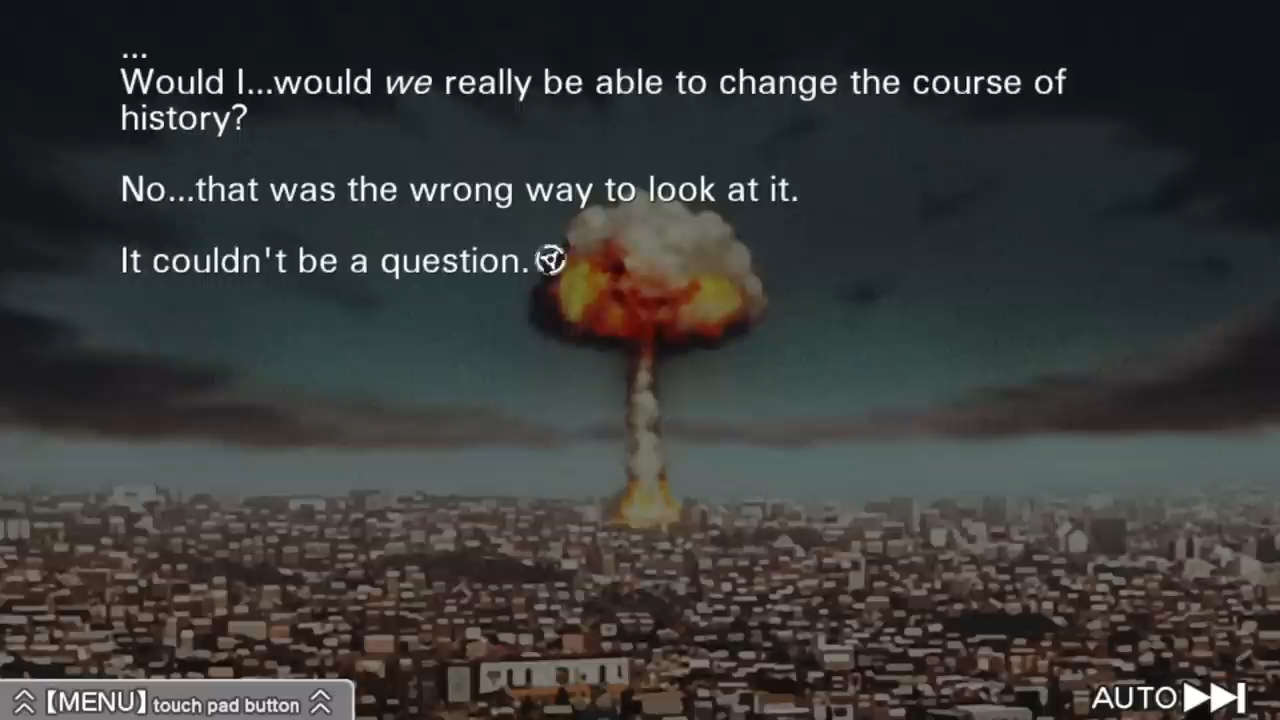 ...
Would I...would we really be able to change the course of
history?
No...that was the wrong way to look at it.
It couldn't be a question.
【MENU】touch pad button
AUTO